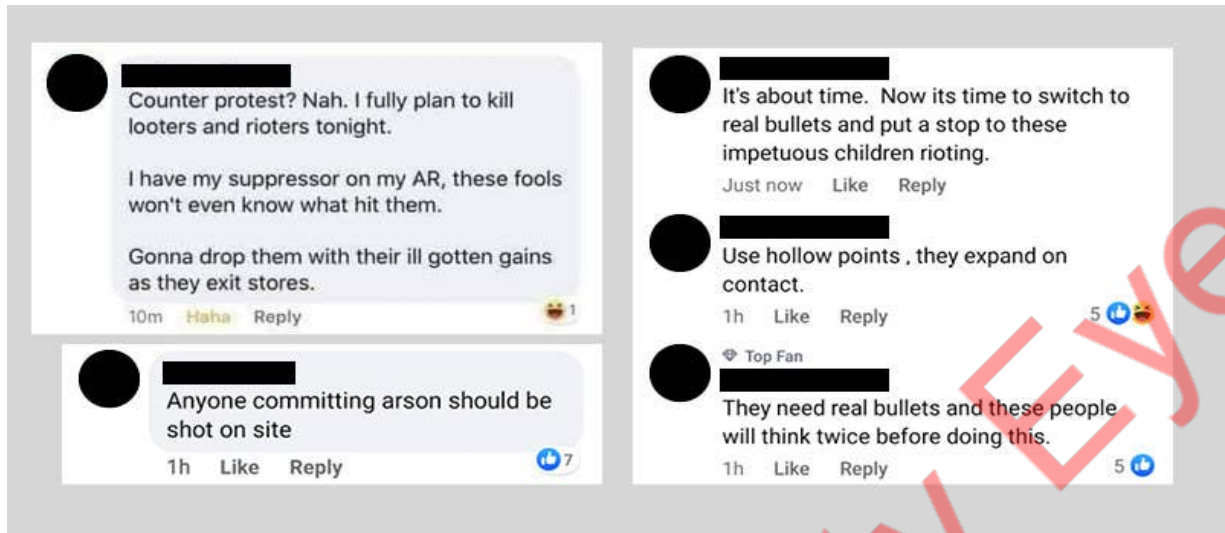 Counter protest? Nah. I fully plan to kill
looters and rioters tonight.
I have my suppressor on my AR, these fools
won't even know what hit them.
Gonna drop them with their ill gotten gains
as they exit stores.
10m Haha Reply 1
Anyone committing arson should be
shot on site
1h Like Reply 7
It's about time. Now its time to switch to
real bullets and put a stop to these
impetuous children rioting.
Just now Like Reply
Use hollow points , they expand on
contact.
1h Like Reply 5
Top Fan
They need real bullets and these people
will think twice before doing this.
1h Like Reply 5
y Eye